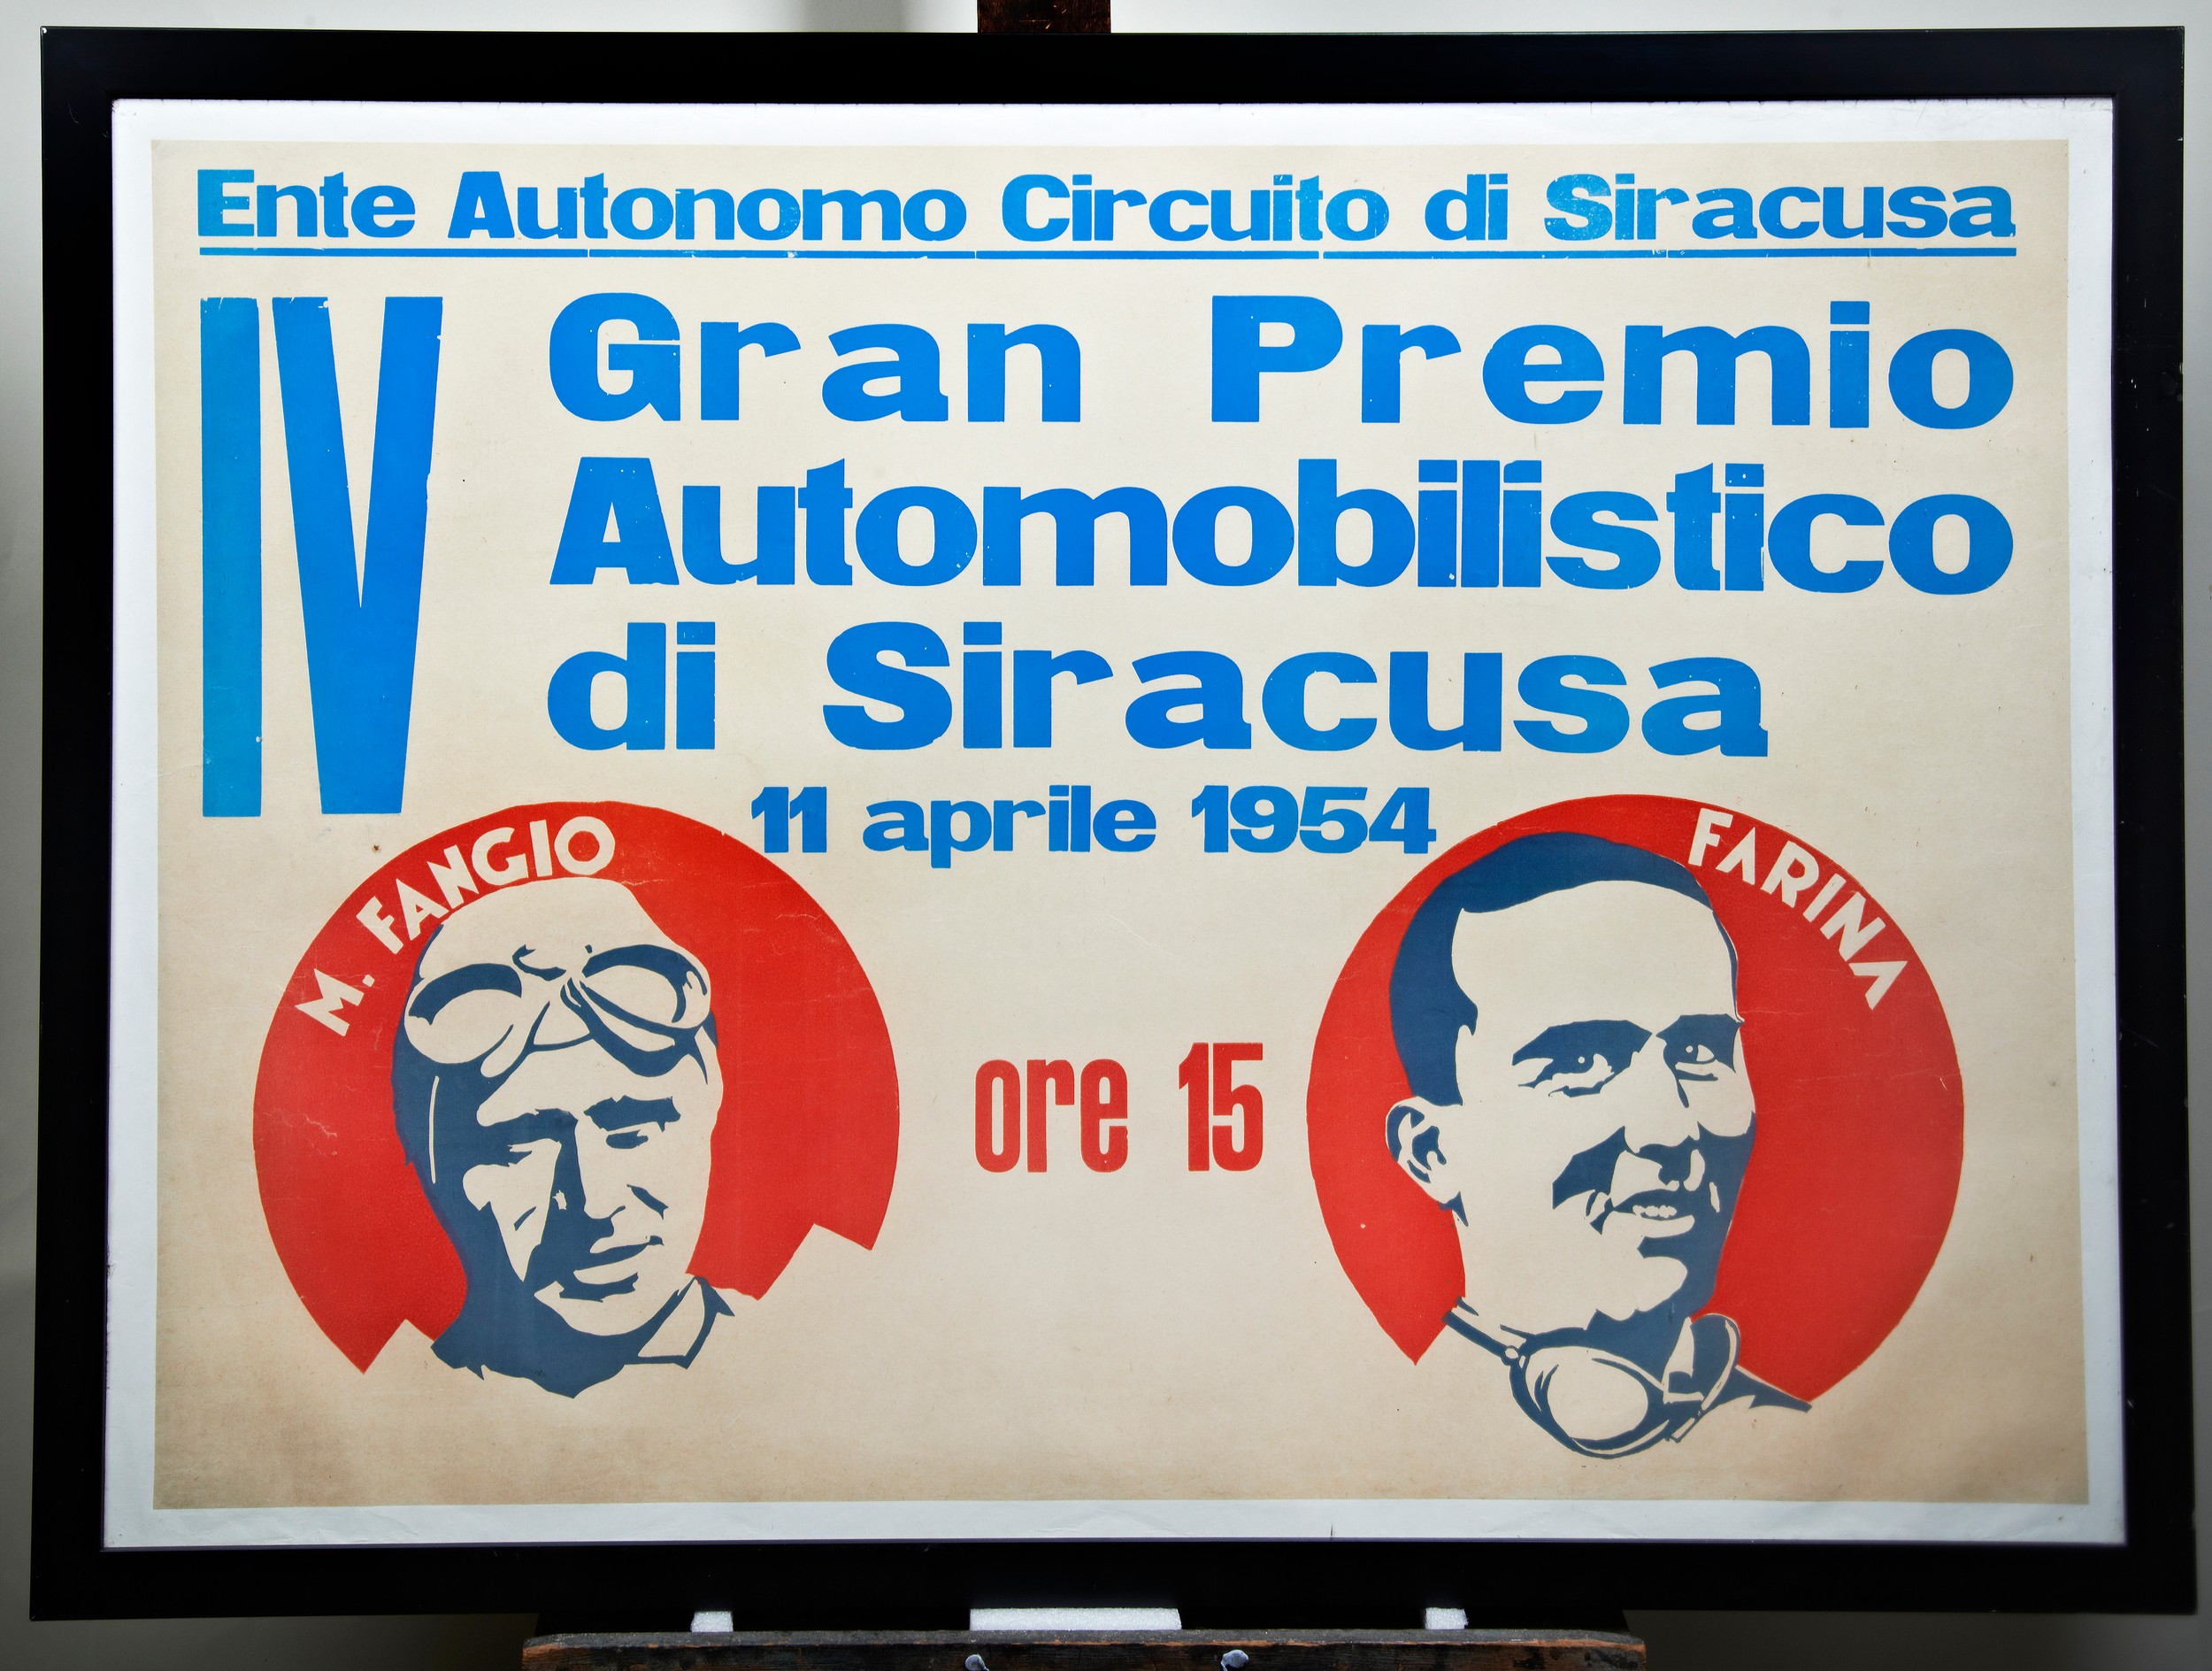 Ente Autonomo Circuito di Siracusa
IV
Gran Premio
Automobilistico
di Siracusa
11 aprile 1954
M. FANGIO
FARINA
ore 15